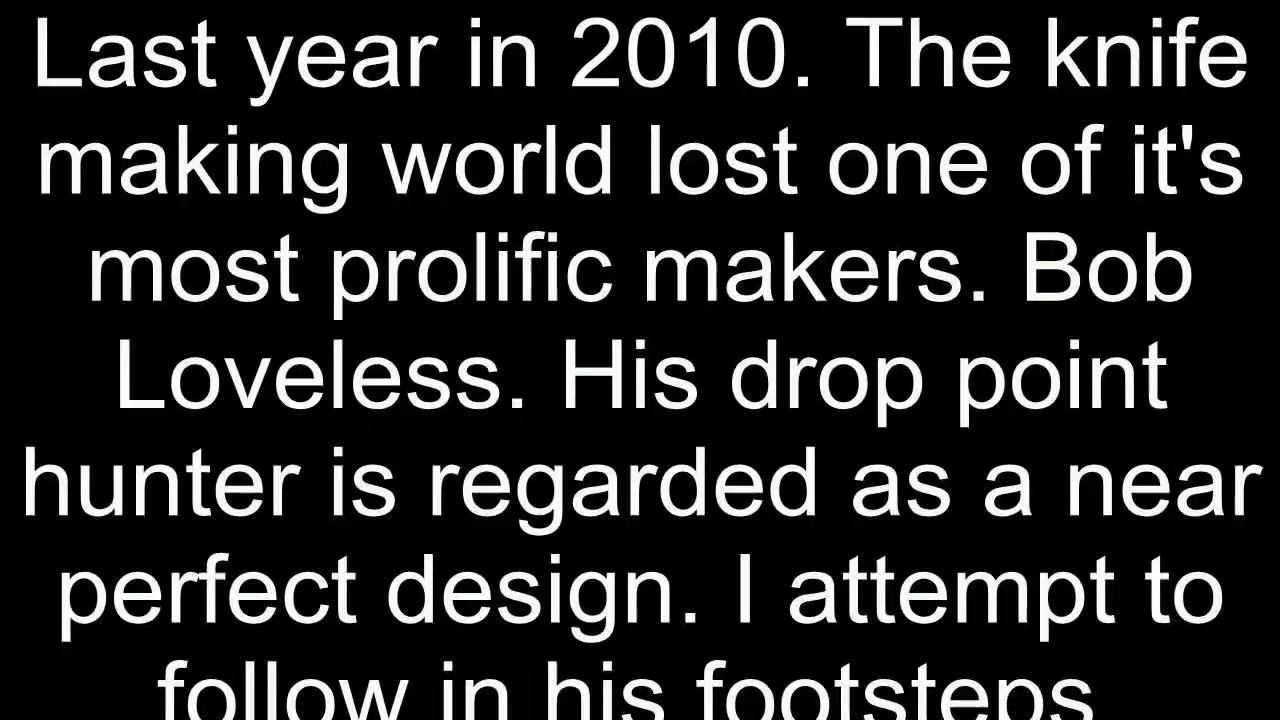 Last year in 2010. The knife
making world lost one of it's
most prolific makers. Bob
Loveless. His drop point
hunter is regarded as a near
perfect design. I attempt to
follow in his footsteps